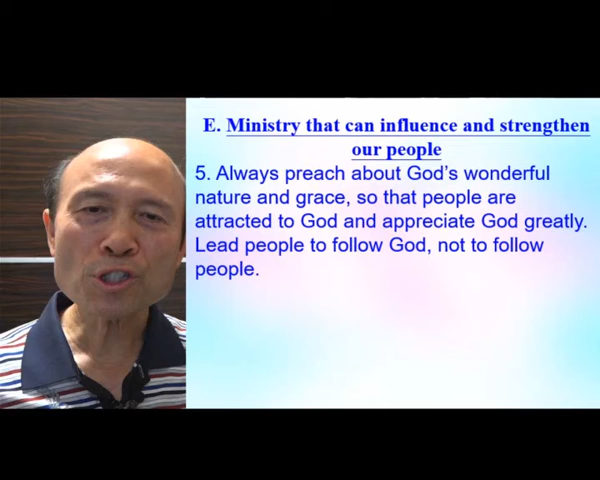 E. Ministry that can influence and strengthen
our people
5. Always preach about God's wonderful
nature and grace, so that people are
attracted to God and appreciate God greatly.
Lead people to follow God, not to follow
people.